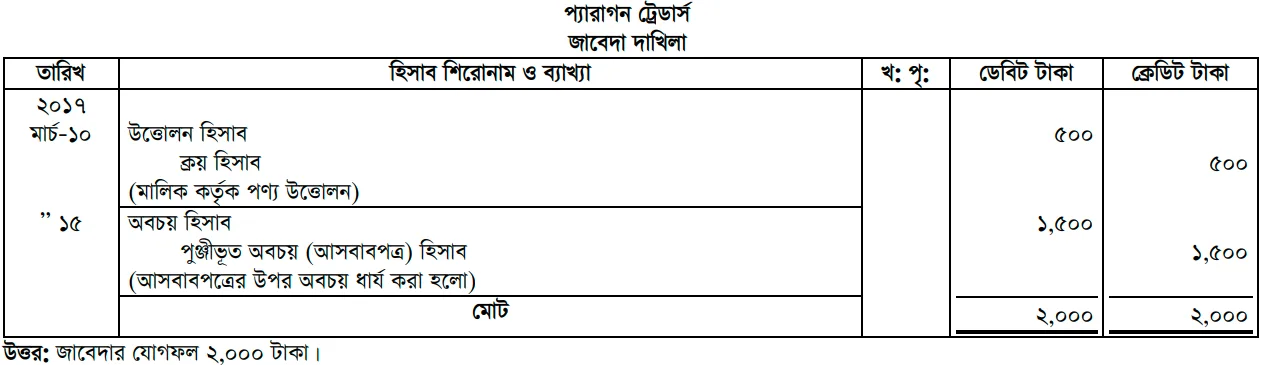 প্যারাগন ট্রেডার্স
জাবেদা দাখিলা
তারিখ হিসাব শিরোনাম ও ব্যাখ্যা খ: পৃ: ডেবিট টাকা ক্রেডিট টাকা
২০১৭
মার্চ-১০ উত্তোলন হিসাব ৫০০
ক্রয় হিসাব ৫০০
(মালিক কর্তৃক পণ্য উত্তোলন)
” ১৫ অবচয় হিসাব ১,৫০০
পুঞ্জীভূত অবচয় (আসবাবপত্র) হিসাব ১,৫০০
(আসবাবপত্রের উপর অবচয় ধার্য করা হলো)
মোট ২,০০০ ২,০০০
উত্তর: জাবেদার যোগফল ২,০০০ টাকা।